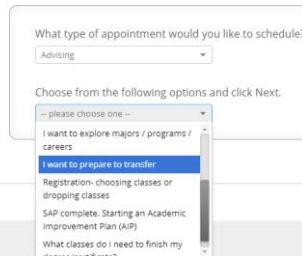 What type of appointment would you like to schedule?
Advising
Choose from the following options and click Next.
-- please choose one --
I want to explore majors / programs /
careers
I want to prepare to transfer
Registration- choosing classes or
dropping classes
SAP complete. Starting an Academic
Improvement Plan (AIP)
What classes do I need to finish my
degree/certificate?